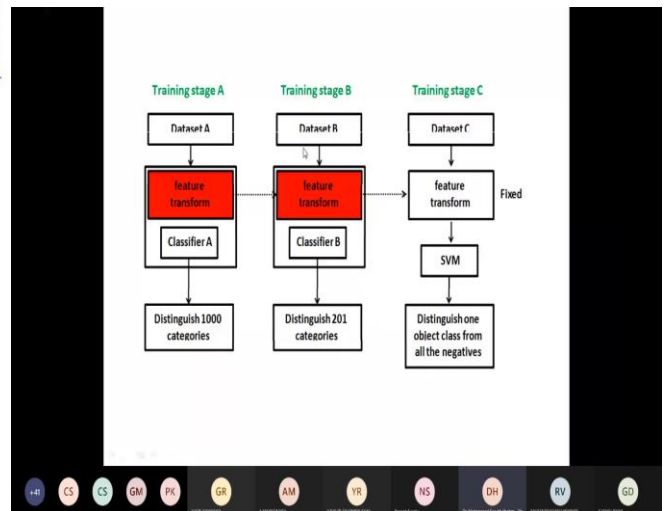 Training stage A
Training stage B
Training stage C
Dataset A
Dataset B
Dataset C
feature
transform
feature
transform
feature
transform
Fixed
Classifier A
Classifier B
SVM
Distinguish 1000
categories
Distinguish 201
categories
Distinguish one
object class from
all the negatives
+41
CS
CS
GM
PK
GR
AM
YR
NS
DH
RV
GD